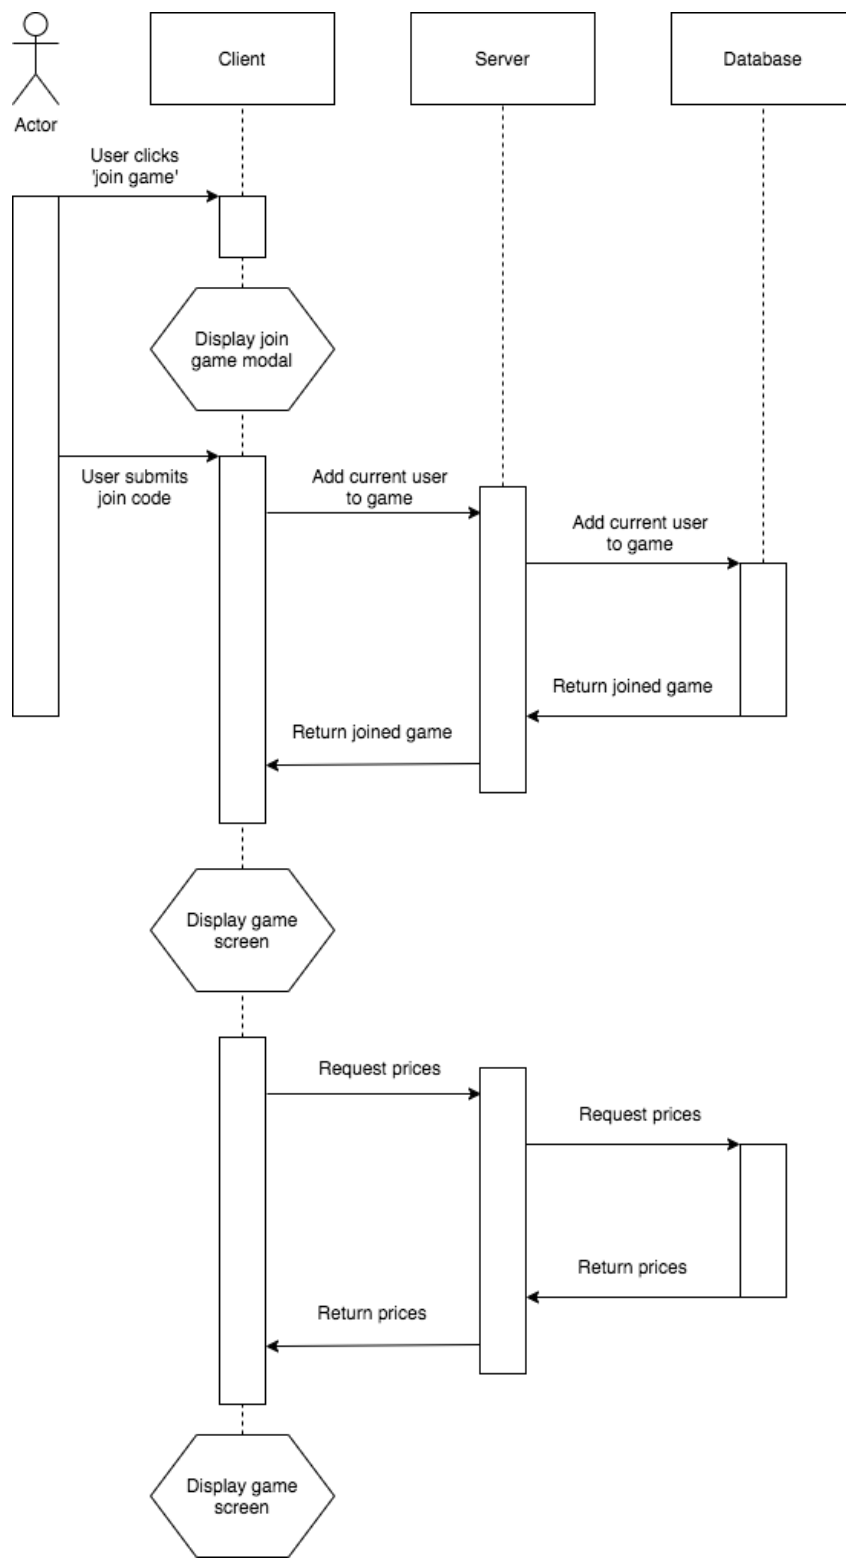 Client
Server
Database
Actor
User clicks
'join game'
Display join
game modal
User submits
join code
Add current user
to game
Add current user
to game
Return joined game
Return joined game
Display game
screen
Request prices
Request prices
Return prices
Return prices
Display game
screen